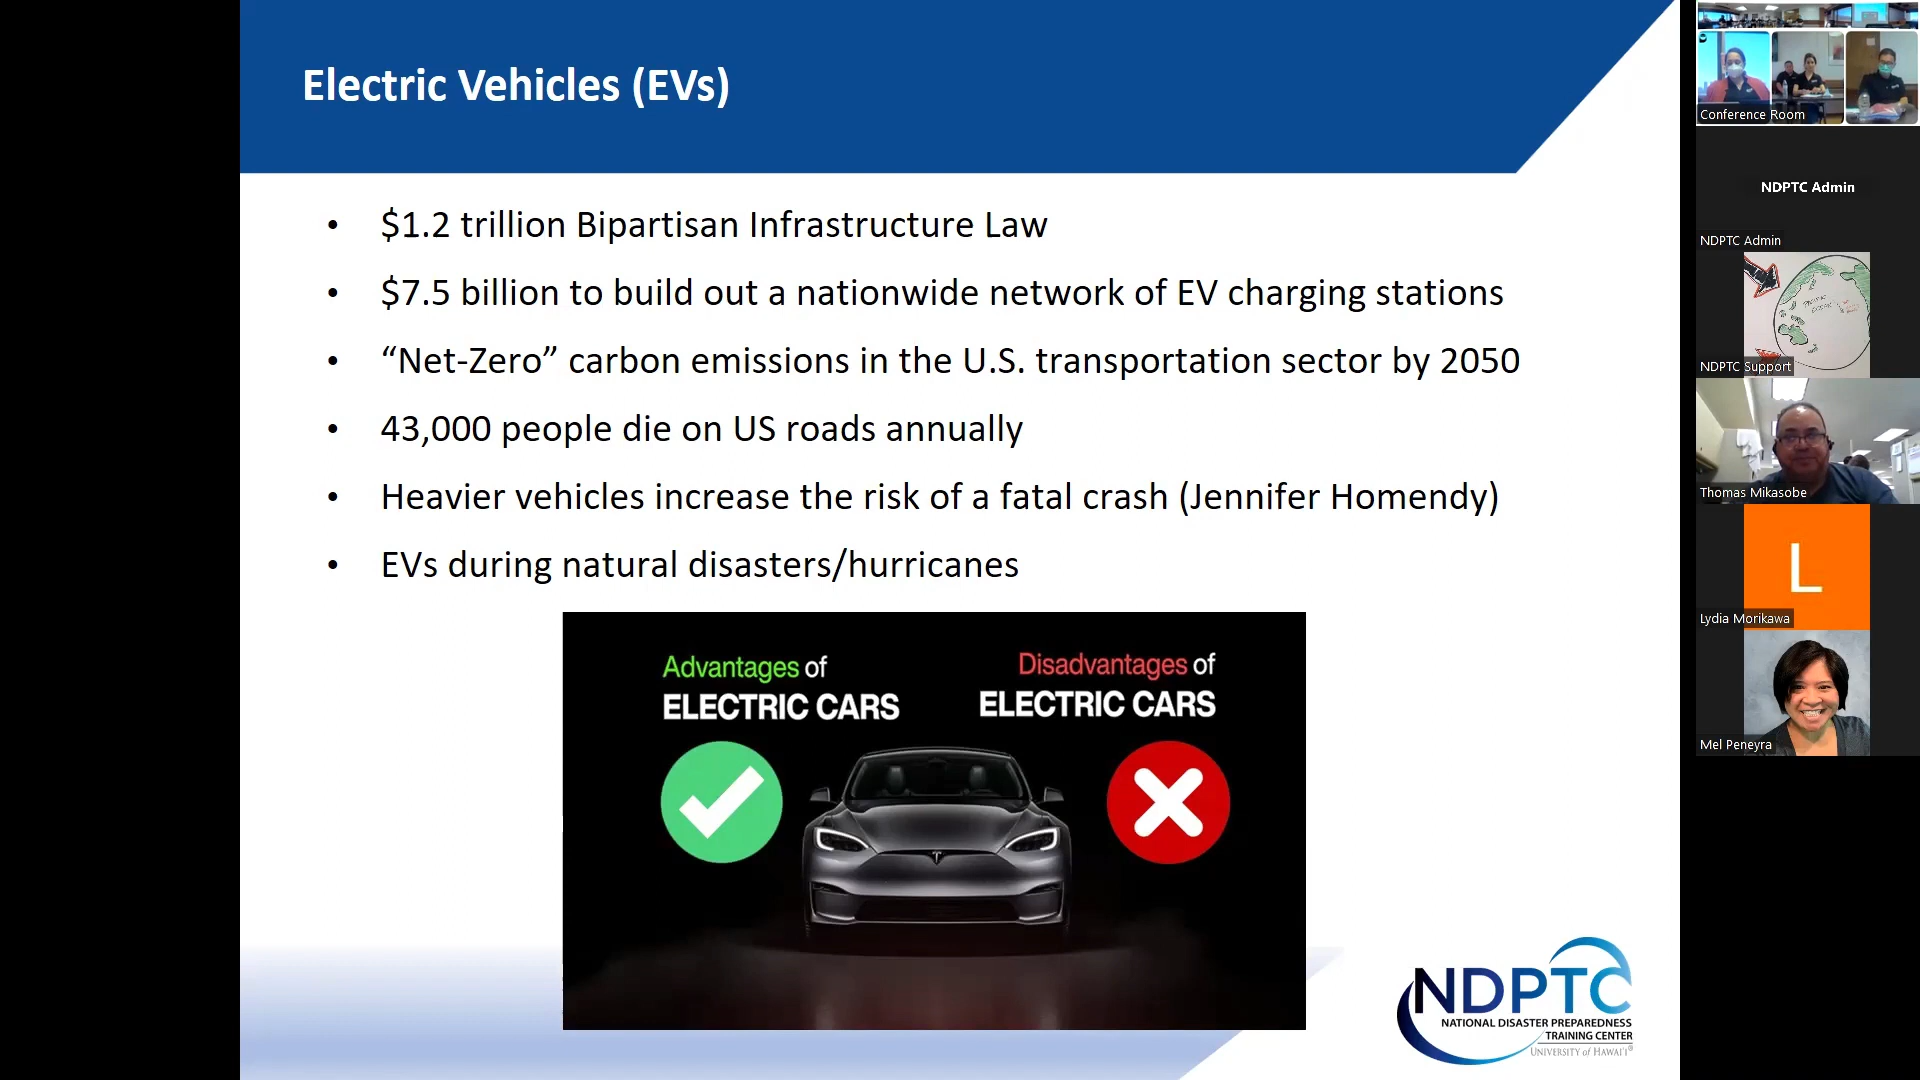 Electric Vehicles (EVs)
• $1.2 trillion Bipartisan Infrastructure Law
• $7.5 billion to build out a nationwide network of EV charging stations
• “Net-Zero” carbon emissions in the U.S. transportation sector by 2050
• 43,000 people die on US roads annually
• Heavier vehicles increase the risk of a fatal crash (Jennifer Homendy)
• EVs during natural disasters/hurricanes
Advantages of
ELECTRIC CARS
Disadvantages of
ELECTRIC CARS
NDPTC
NATIONAL DISASTER PREPAREDNESS
TRAINING CENTER
UNIVERSITY of HAWAI'I®
Conference Room
NDPTC Admin
NDPTC Admin
NDPTC Support
Thomas Mikasobe
L
Lydia Morikawa
Mel Peneyra